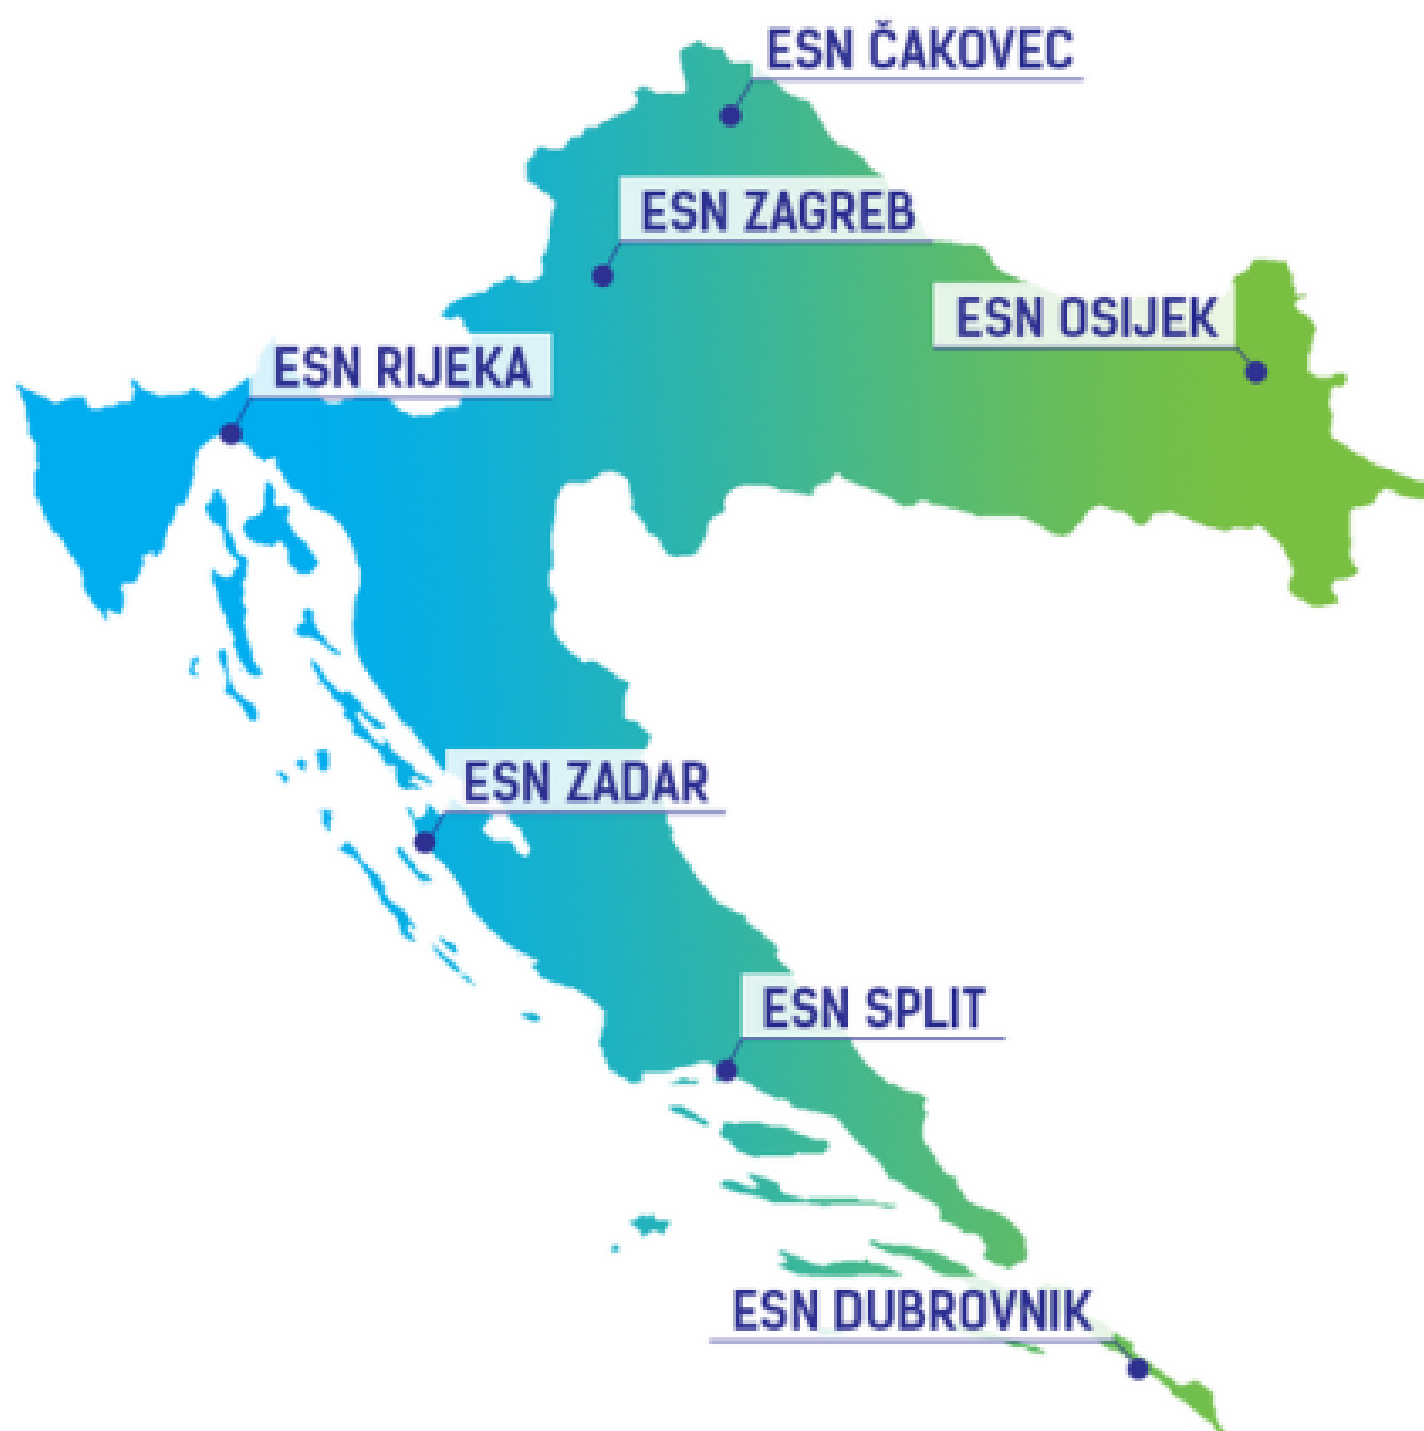 ESN ČAKOVEC
ESN ZAGREB
ESN OSIJEK
ESN RIJEKA
ESN ZADAR
ESN SPLIT
ESN DUBROVNIK